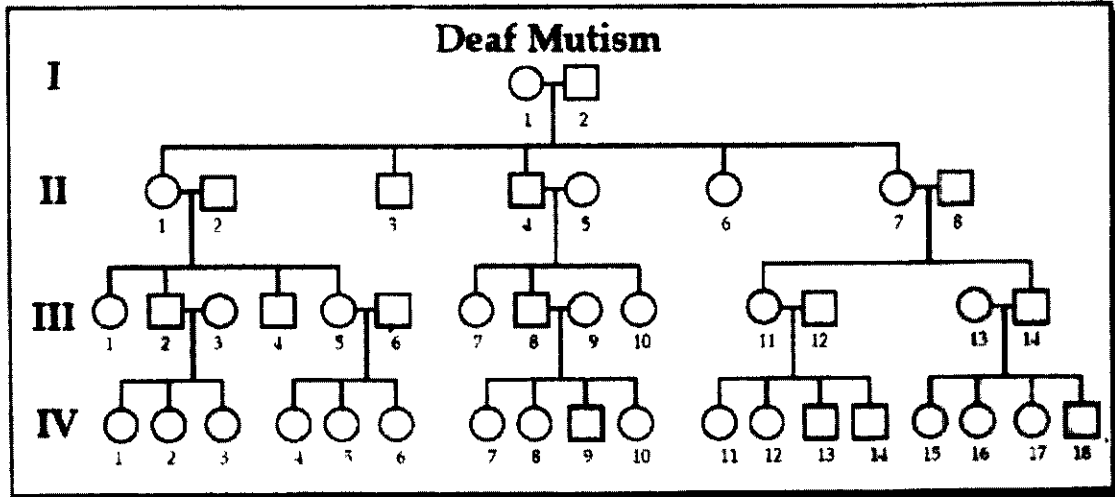 Deaf Mutism
I
1 2
II
1 2 3 4 5 6 7 8
III
1 2 3 4 5 6 7 8 9 10 11 12 13 14
IV
1 2 3 4 5 6 7 8 9 10 11 12 13 14 15 16 17 18